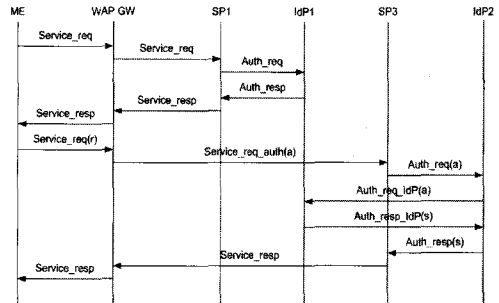 ME WAP GW SP1 IdP1 SP3 IdP2
Service_req
Service_req
Auth_req
Auth_resp
Service_resp
Service_resp
Service_req(r)
Service_req_auth(a)
Auth_req(a)
Auth_req_IdP(a)
Auth_resp_IdP(s)
Auth_resp(s)
Service_resp
Service_resp